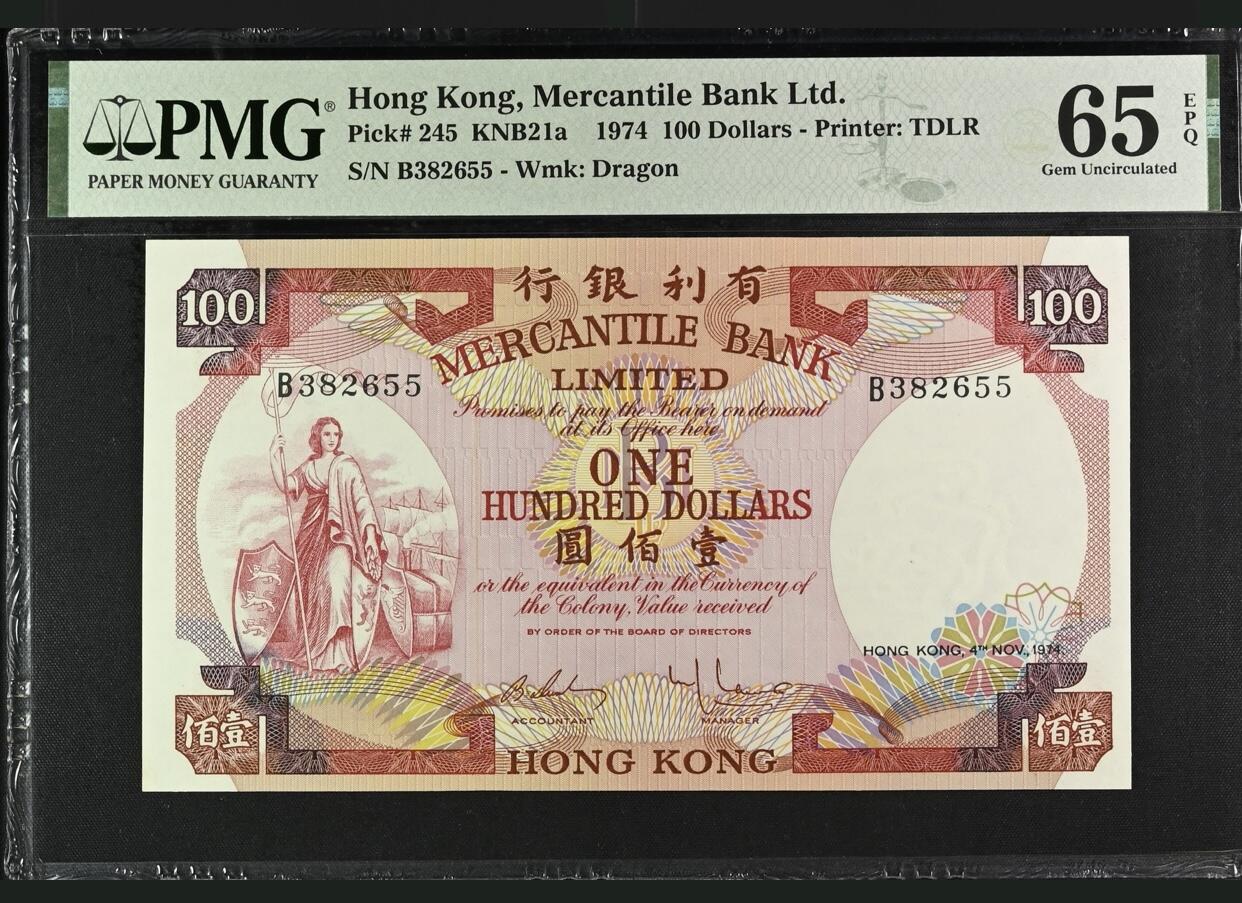 PMG®
PAPER MONEY GUARANTY
Hong Kong, Mercantile Bank Ltd.
Pick# 245 KNB21a 1974 100 Dollars - Printer: TDLR
S/N B382655 - Wmk: Dragon
65
EPQ
Gem Uncirculated
行銀利有
100
100
MERCANTILE BANK
LIMITED
B382655
B382655
Promises to pay the Bearer on demand
at its Office here
ONE
HUNDRED DOLLARS
圓佰壹
or the equivalent in the Currency of
the Colony, Value received
BY ORDER OF THE BOARD OF DIRECTORS
HONG KONG, 4TH NOV., 1974.
ACCOUNTANT
MANAGER
佰壹
佰壹
HONG KONG